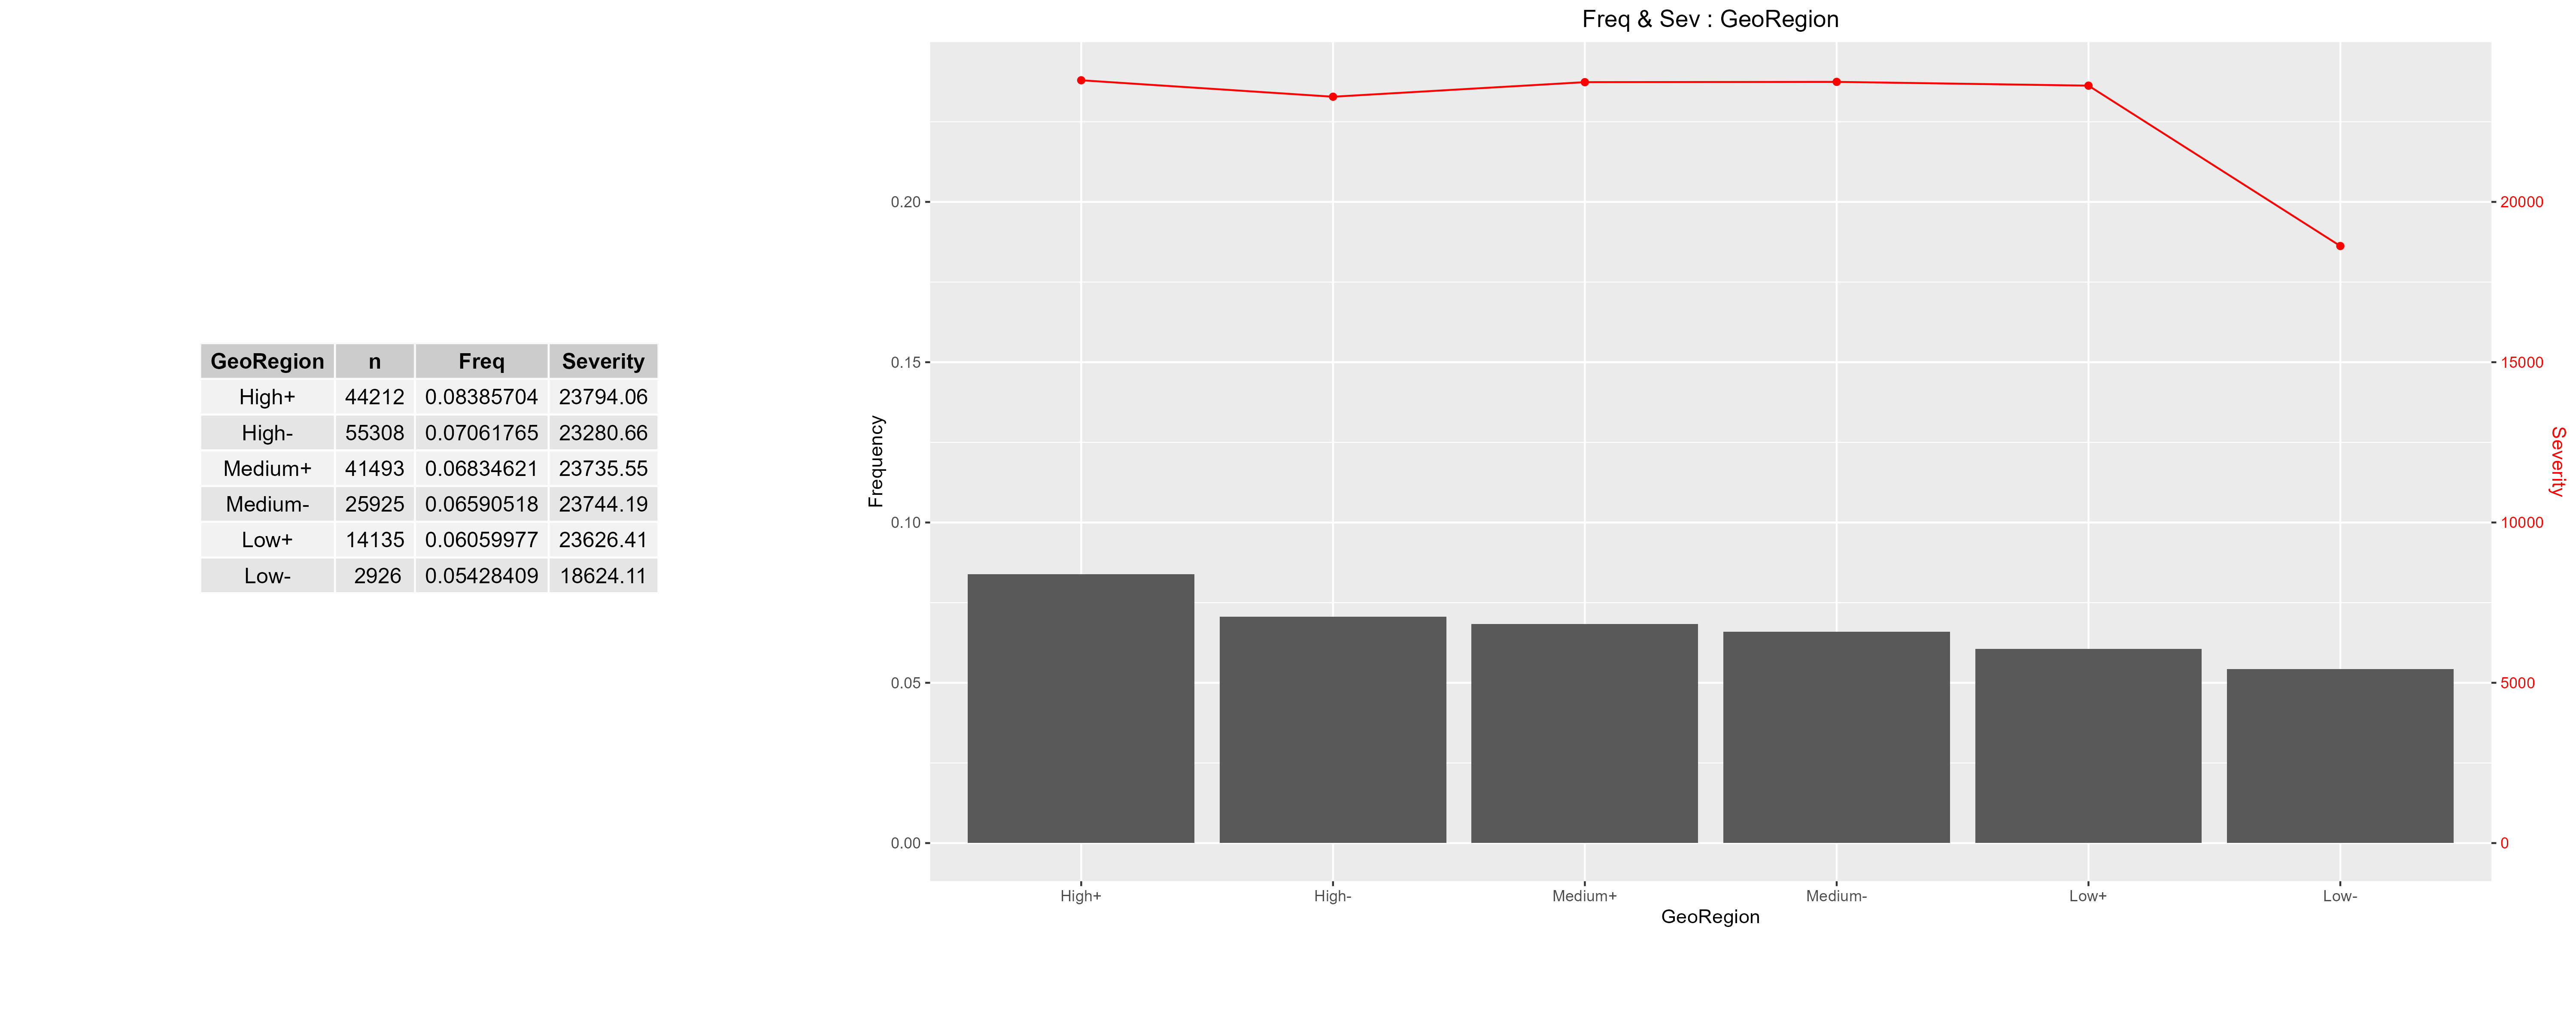 Freq & Sev : GeoRegion
GeoRegion n Freq Severity
High+ 44212 0.08385704 23794.06
High- 55308 0.07061765 23280.66
Medium+ 41493 0.06834621 23735.55
Medium- 25925 0.06590518 23744.19
Low+ 14135 0.06059977 23626.41
Low- 2926 0.05428409 18624.11
Frequency
0.20
0.15
0.10
0.05
0.00
20000
15000
10000
5000
0
Severity
High+ High- Medium+ Medium- Low+ Low-
GeoRegion